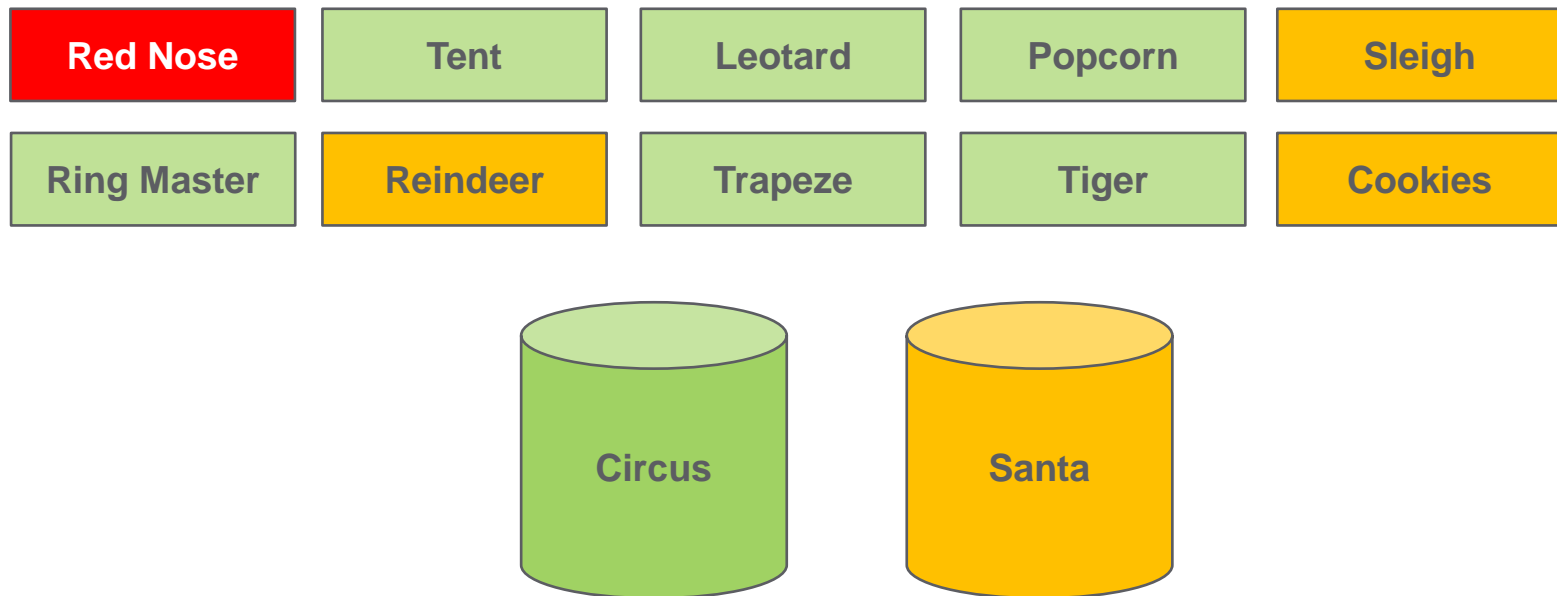 Red Nose
Tent
Leotard
Popcorn
Sleigh
Ring Master
Reindeer
Trapeze
Tiger
Cookies
Circus
Santa